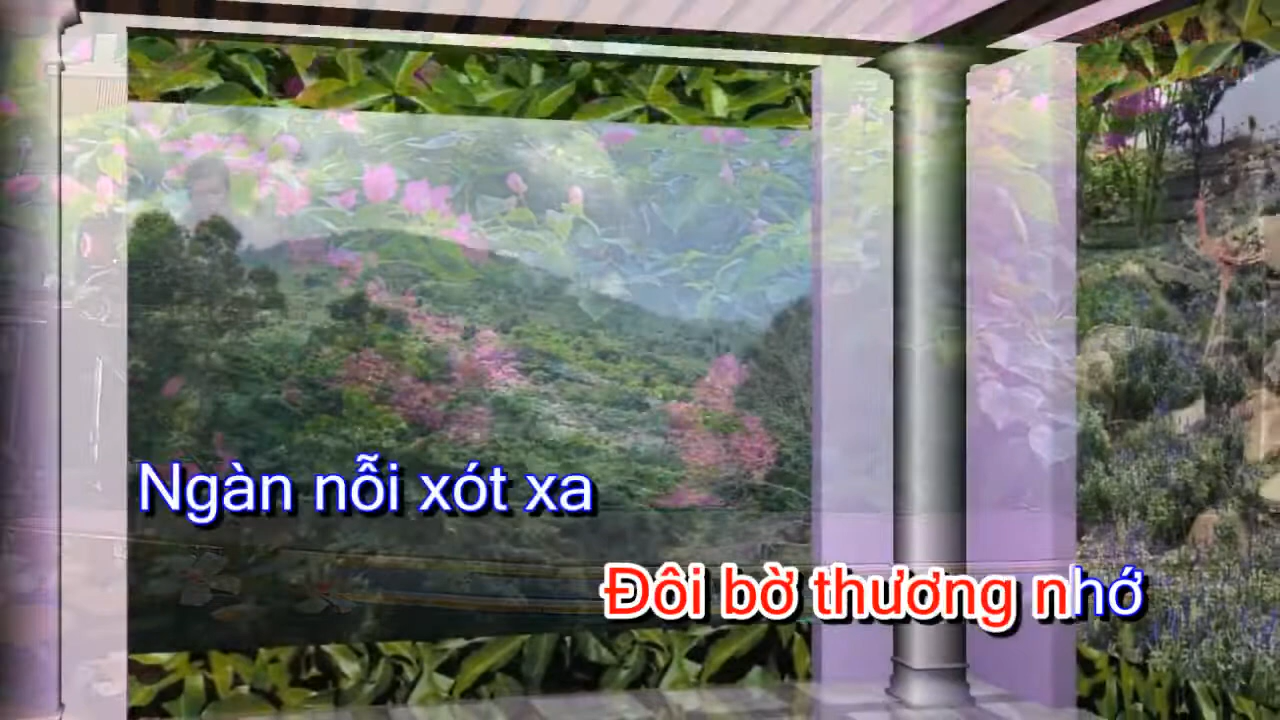 Ngàn nỗi xót xa
Đôi bờ thương nhớ